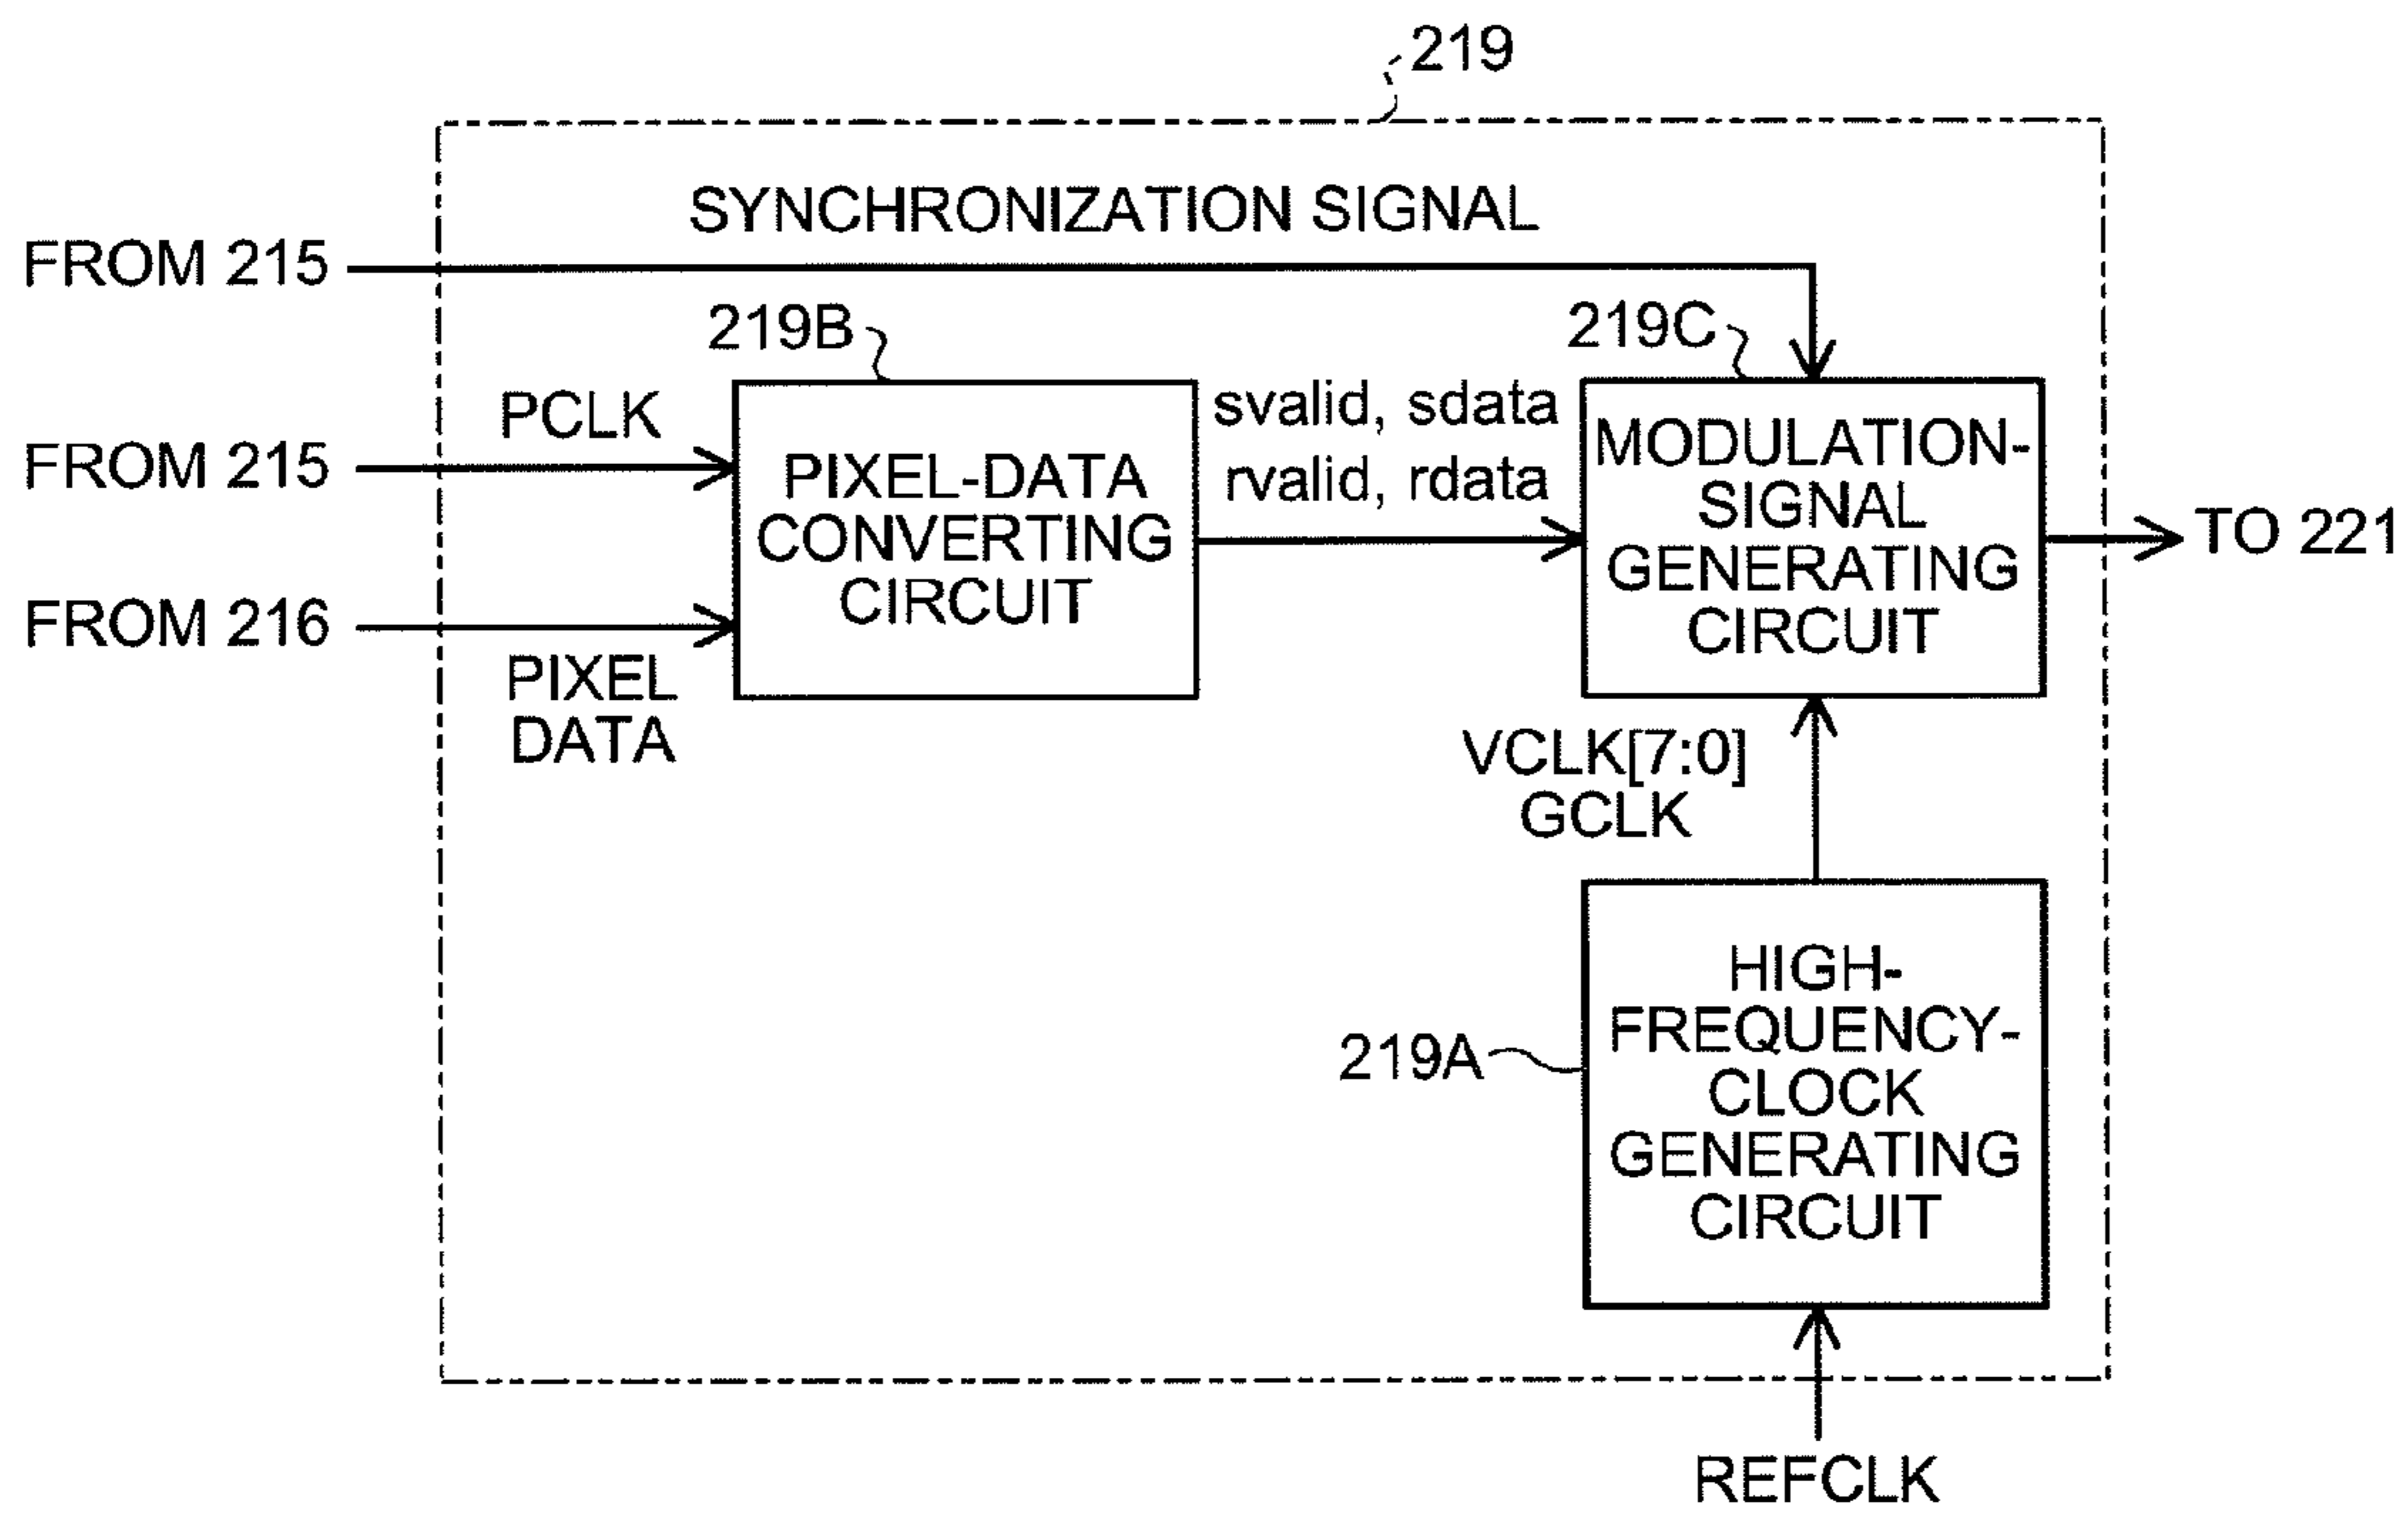 219
SYNCHRONIZATION SIGNAL
FROM 215
219B
219C
PCLK
FROM 215
svalid, sdata
rvalid, rdata
PIXEL-DATA
CONVERTING
CIRCUIT
MODULATION-
SIGNAL
GENERATING
CIRCUIT
TO 221
FROM 216
PIXEL
DATA
VCLK[7:0]
GCLK
219A
HIGH-
FREQUENCY-
CLOCK
GENERATING
CIRCUIT
REFCLK